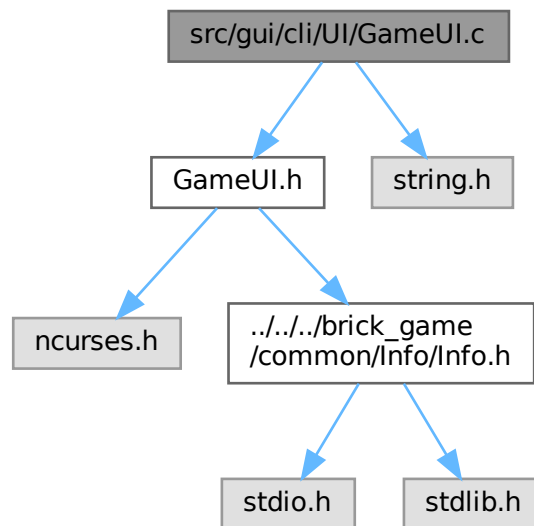 src/gui/cli/UI/GameUI.c
GameUI.h
string.h
ncurses.h
../../../brick_game
/common/Info/Info.h
stdio.h
stdlib.h